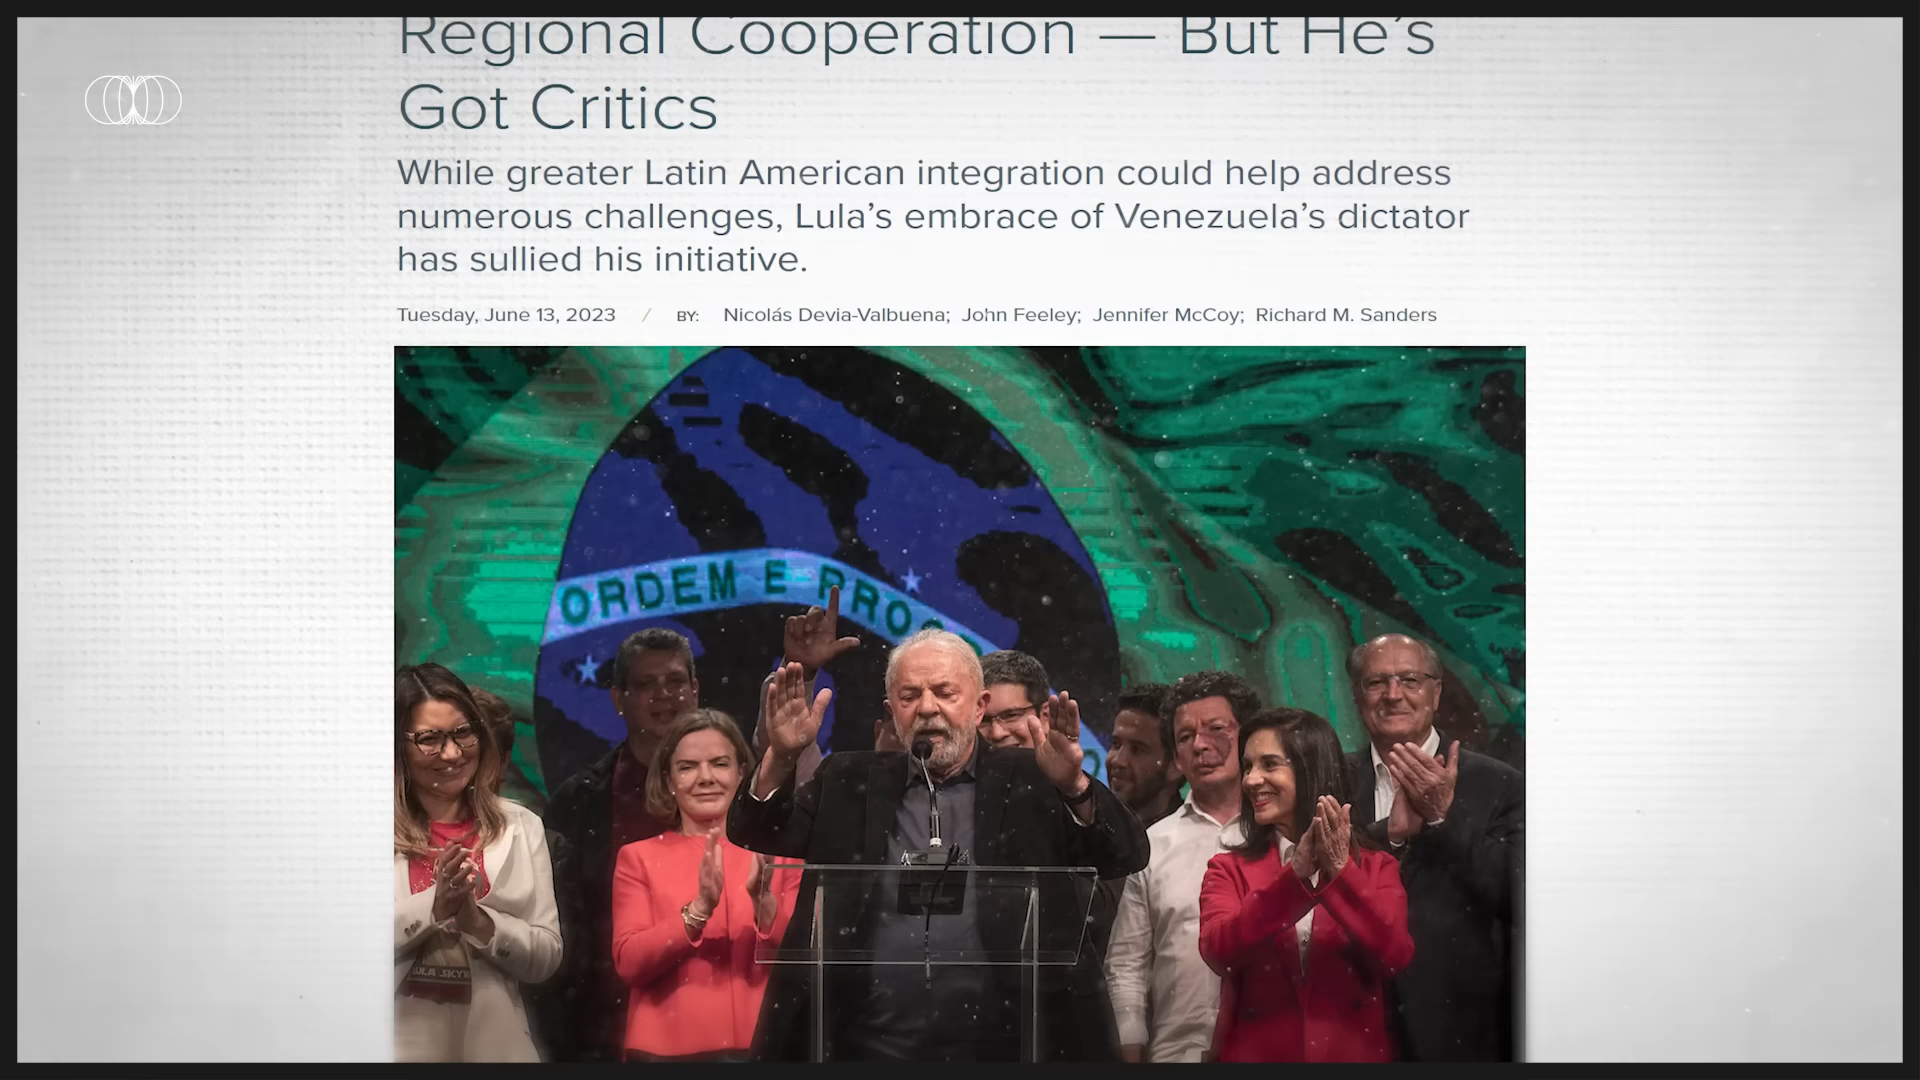 Regional Cooperation — But He's
Got Critics
While greater Latin American integration could help address
numerous challenges, Lula's embrace of Venezuela's dictator
has sullied his initiative.
Tuesday, June 13, 2023 / BY: Nicolás Devia-Valbuena; John Feeley; Jennifer McCoy; Richard M. Sanders
ORDEM E PRO